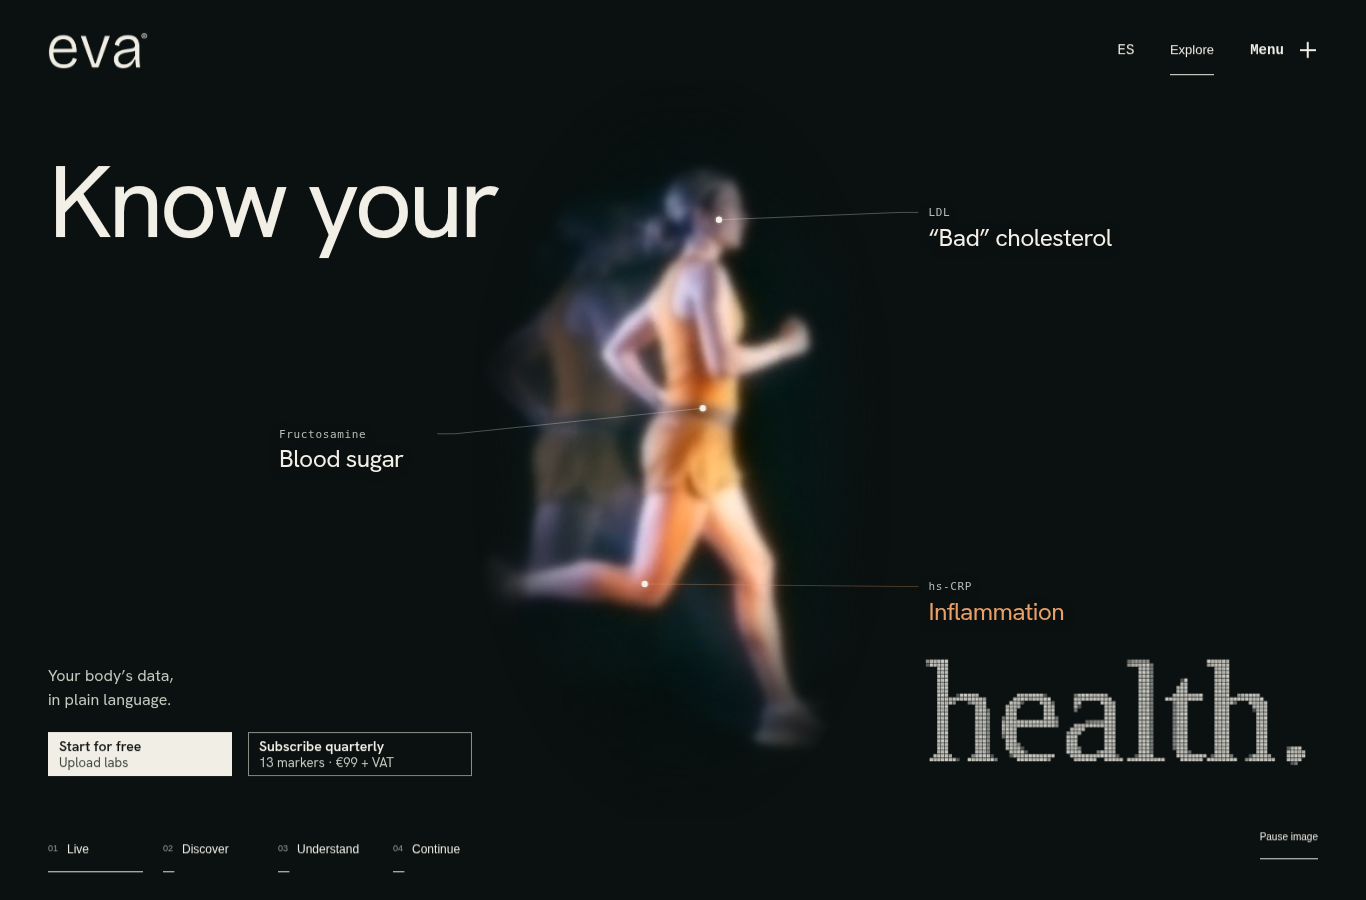 eva®
ES
Explore
Menu
Know your
LDL
“Bad” cholesterol
Fructosamine
Blood sugar
hs-CRP
Inflammation
health.
Your body’s data,
in plain language.
Start for free
Upload labs
Subscribe quarterly
13 markers · €99 + VAT
Pause image
01 Live
02 Discover
03 Understand
04 Continue